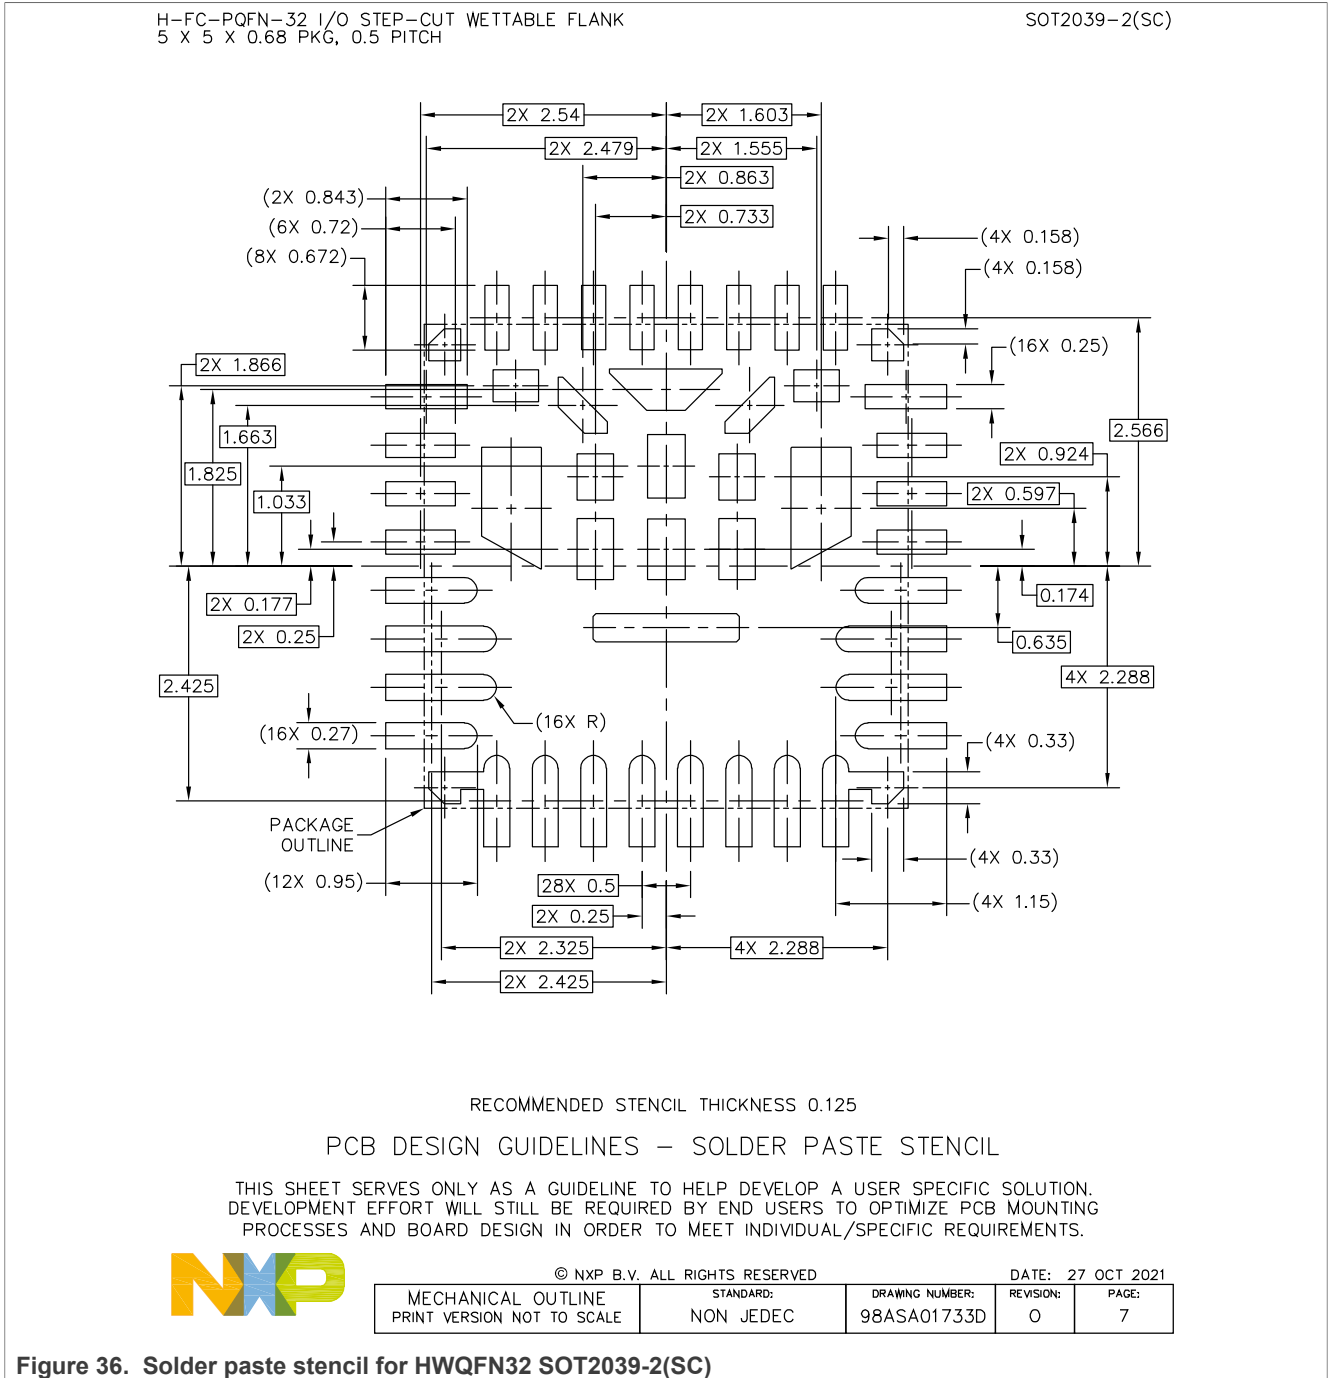 H-FC-PQFN-32 I/O STEP-CUT WETTABLE FLANK
5 X 5 X 0.68 PKG, 0.5 PITCH
SOT2039-2(SC)
2X 2.54
2X 1.603
2X 2.479
2X 1.555
2X 0.863
(2X 0.843)
2X 0.733
(6X 0.72)
(4X 0.158)
(8X 0.672)
(4X 0.158)
(16X 0.25)
2X 1.866
1.663
2.566
2X 0.924
1.825
2X 0.597
1.033
2X 0.177
0.174
2X 0.25
0.635
2.425
4X 2.288
(16X R)
(16X 0.27)
(4X 0.33)
PACKAGE
OUTLINE
(4X 0.33)
(12X 0.95)
28X 0.5
(4X 1.15)
2X 0.25
2X 2.325
4X 2.288
2X 2.425
RECOMMENDED STENCIL THICKNESS 0.125
PCB DESIGN GUIDELINES – SOLDER PASTE STENCIL
THIS SHEET SERVES ONLY AS A GUIDELINE TO HELP DEVELOP A USER SPECIFIC SOLUTION.
DEVELOPMENT EFFORT WILL STILL BE REQUIRED BY END USERS TO OPTIMIZE PCB MOUNTING
PROCESSES AND BOARD DESIGN IN ORDER TO MEET INDIVIDUAL/SPECIFIC REQUIREMENTS.
NXP
© NXP B.V. ALL RIGHTS RESERVED
DATE: 27 OCT 2021
MECHANICAL OUTLINE
PRINT VERSION NOT TO SCALE
STANDARD:
NON JEDEC
DRAWING NUMBER:
98ASA01733D
REVISION:
O
PAGE:
7
Figure 36. Solder paste stencil for HWQFN32 SOT2039-2(SC)